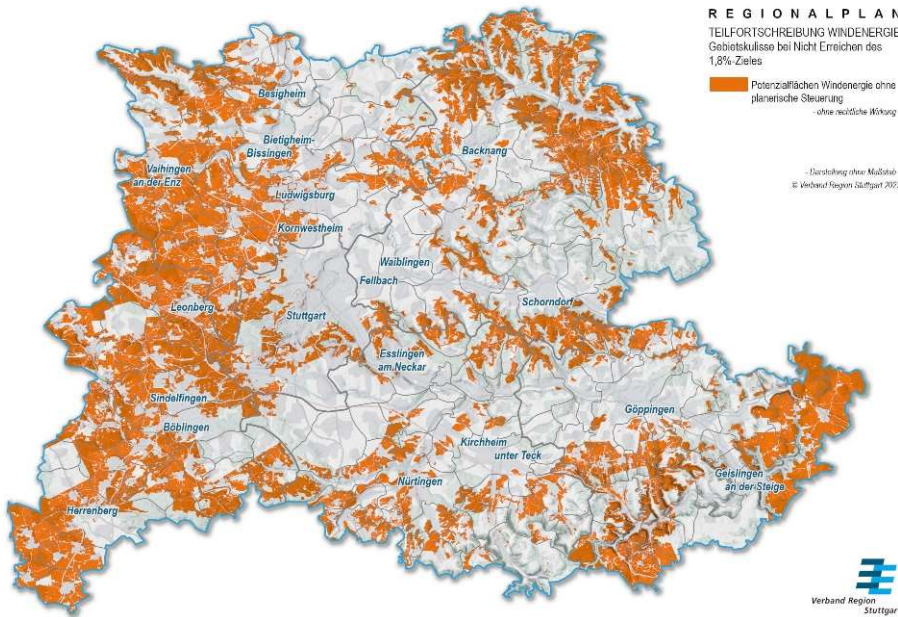 REGIONALPLAN
TEILFORTSCHREIBUNG WINDENERGIE
Gebietskulisse bei Nicht Erreichen des
1,8%-Zieles
Potenzialflächen Windenergie ohne
planerische Steuerung
- ohne rechtliche Wirkung
- Darstellung ohne Maßstab
© Verband Region Stuttgart
Besigheim
Bietigheim-
Bissingen
Backnang
Vaihingen
an der Enz
Ludwigsburg
Kornwestheim
Waiblingen
Fellbach
Leonberg
Stuttgart
Schorndorf
Esslingen
am Neckar
Sindelfingen
Böblingen
Göppingen
Kirchheim
unter Teck
Geislingen
an der Steige
Nürtingen
Herrenberg
Verband Region
Stuttgar